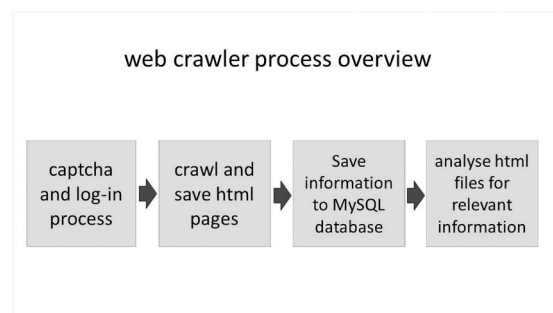 web crawler process overview
captcha
and log-in
process
crawl and
save html
pages
Save
information
to MySQL
database
analyse html
files for
relevant
information